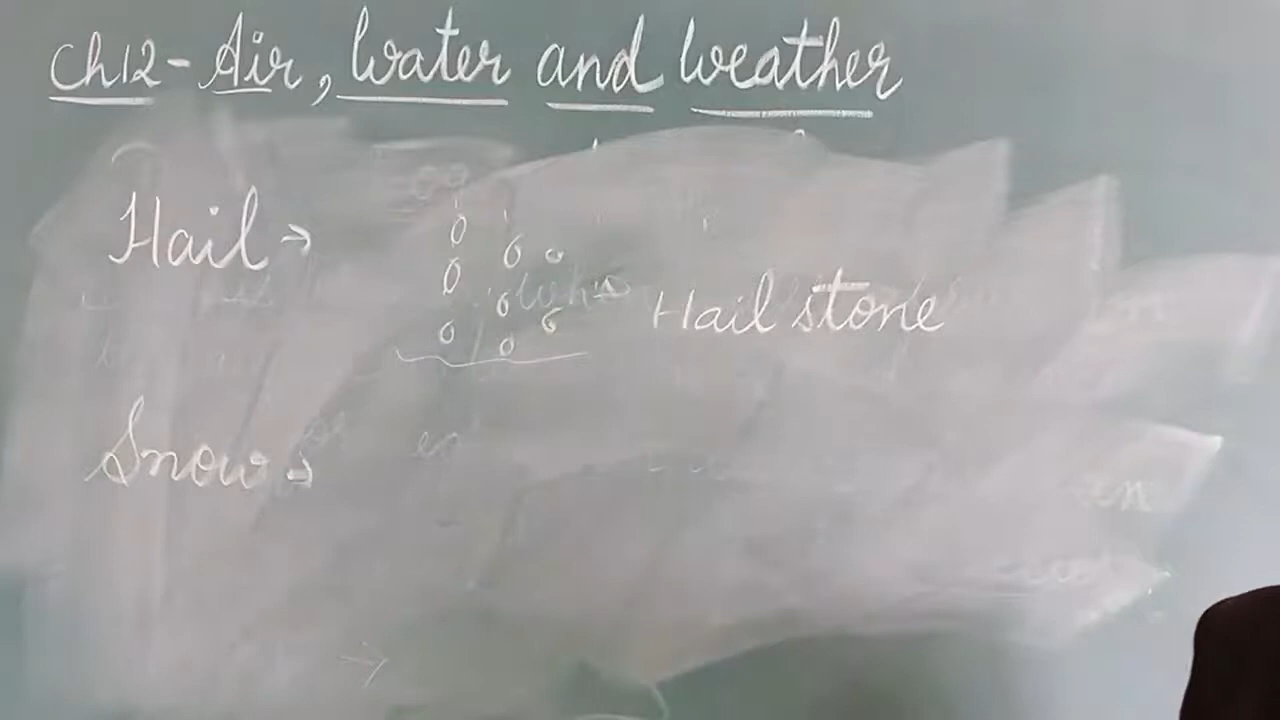 Ch12- Air, Water and Weather
Hail →
Hail stone
Snow →